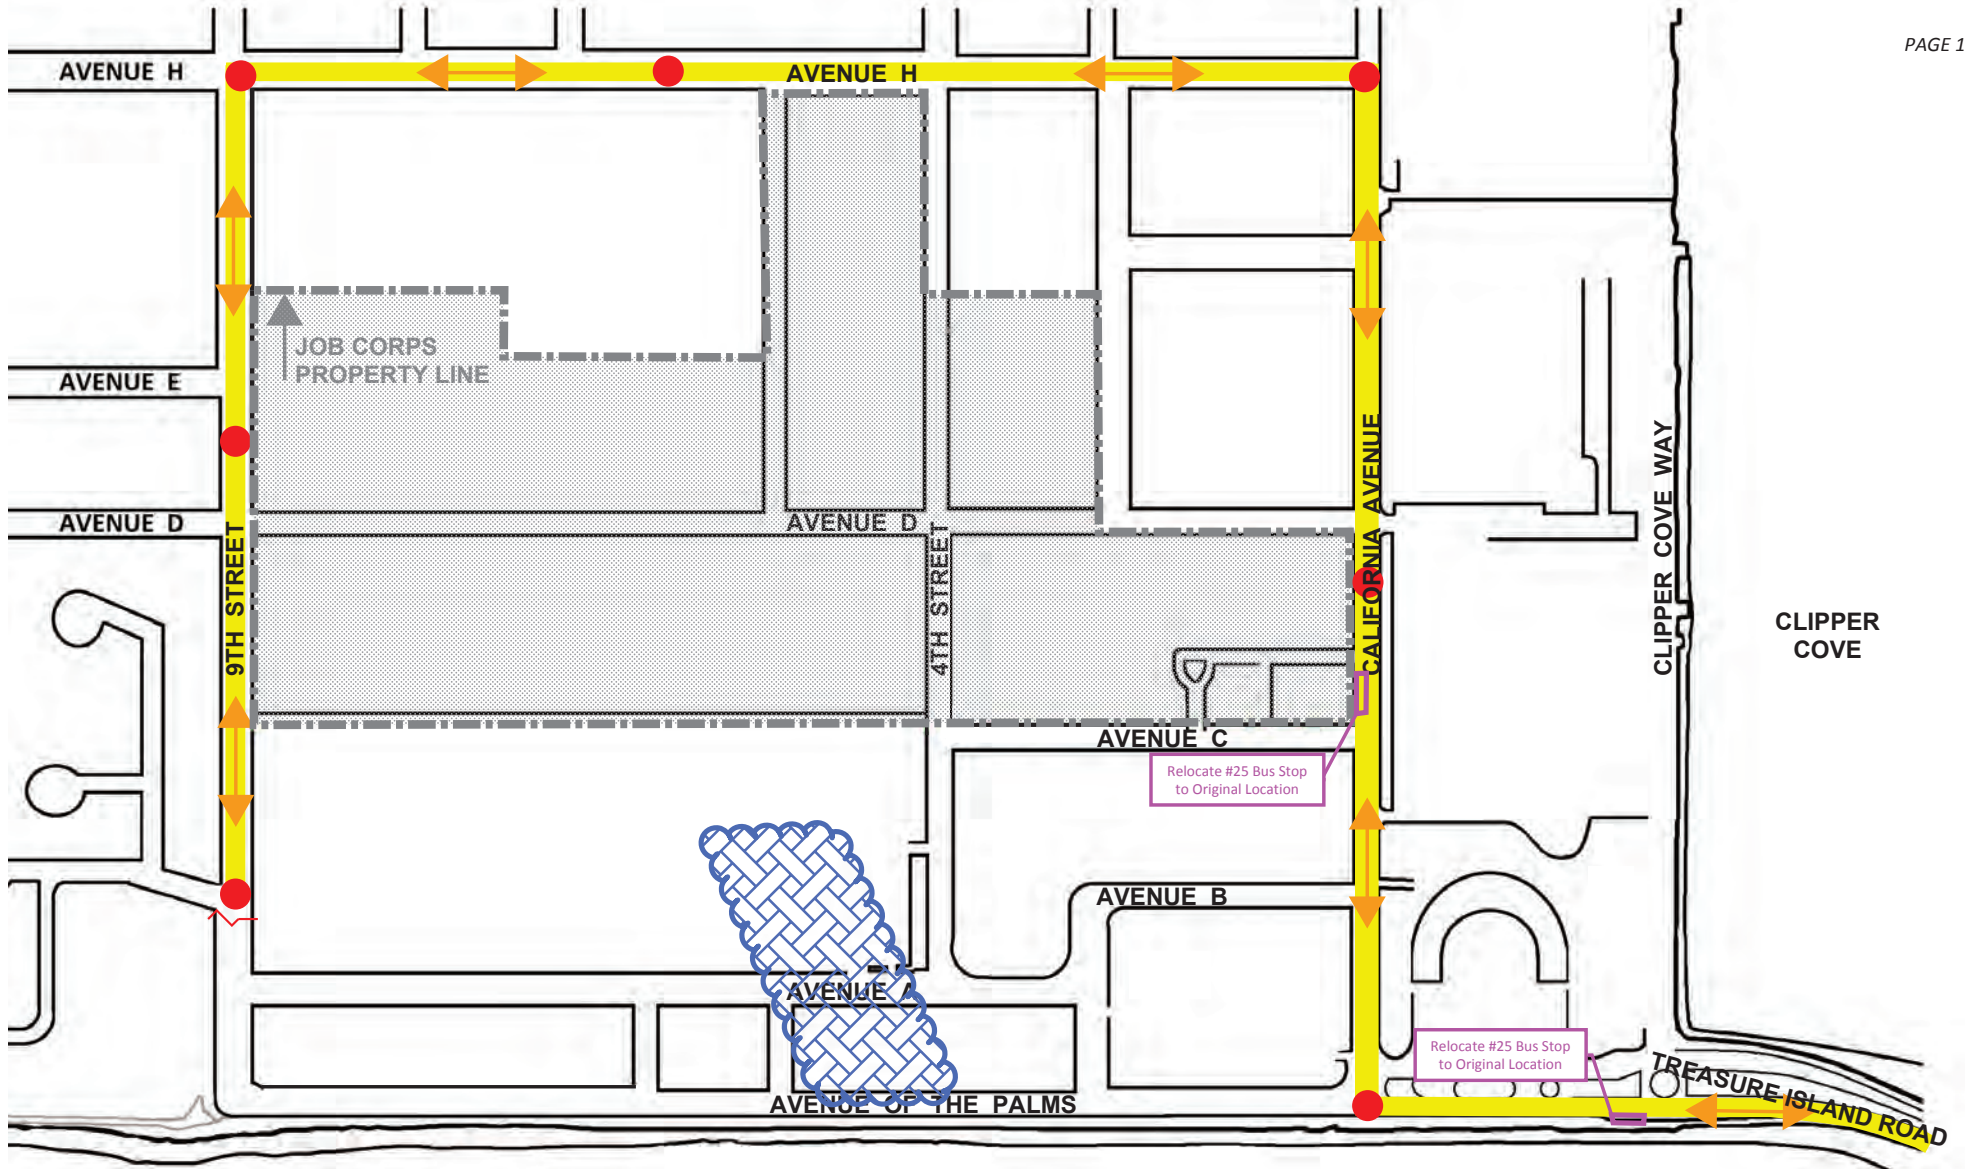 PAGE 1
AVENUE H
AVENUE H
JOB CORPS
PROPERTY LINE
AVENUE E
AVENUE D
AVENUE D
9TH STREET
4TH STREET
CALIFORNIA AVENUE
CLIPPER COVE WAY
CLIPPER
COVE
AVENUE C
Relocate #25 Bus Stop
to Original Location
AVENUE B
AVENUE A
Relocate #25 Bus Stop
to Original Location
TREASURE ISLAND ROAD
AVENUE OF THE PALMS